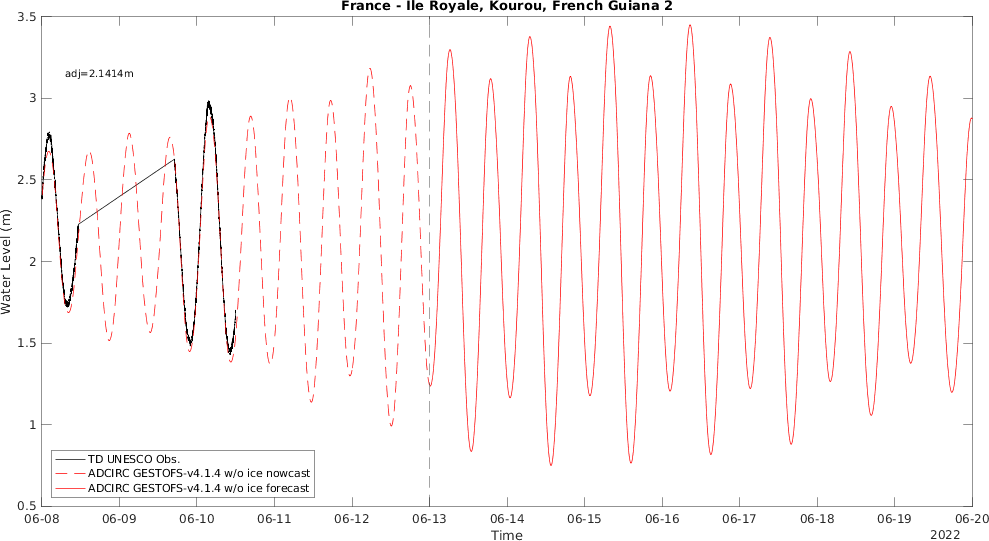 France - Ile Royale, Kourou, French Guiana 2
3.5
adj=2.1414m
3
2.5
Water Level (m)
2
1.5
1
TD UNESCO Obs.
ADCIRC GESTOFS-v4.1.4 w/o ice nowcast
ADCIRC GESTOFS-v4.1.4 w/o ice forecast
0.5
06-08 06-09 06-10 06-11 06-12 06-13 06-14 06-15 06-16 06-17 06-18 06-19 06-20
Time
2022